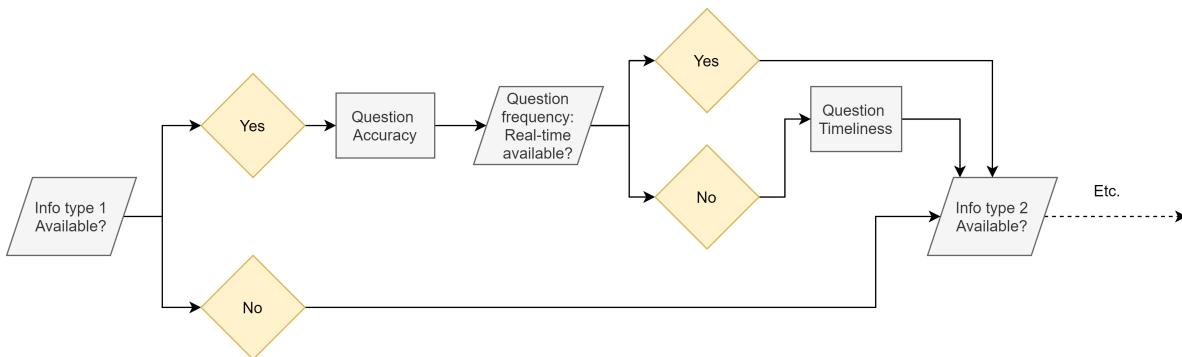 Info type 1
Available?
Yes
No
Question
Accuracy
Question
frequency:
Real-time
available?
Yes
No
Question
Timeliness
Info type 2
Available?
Etc.